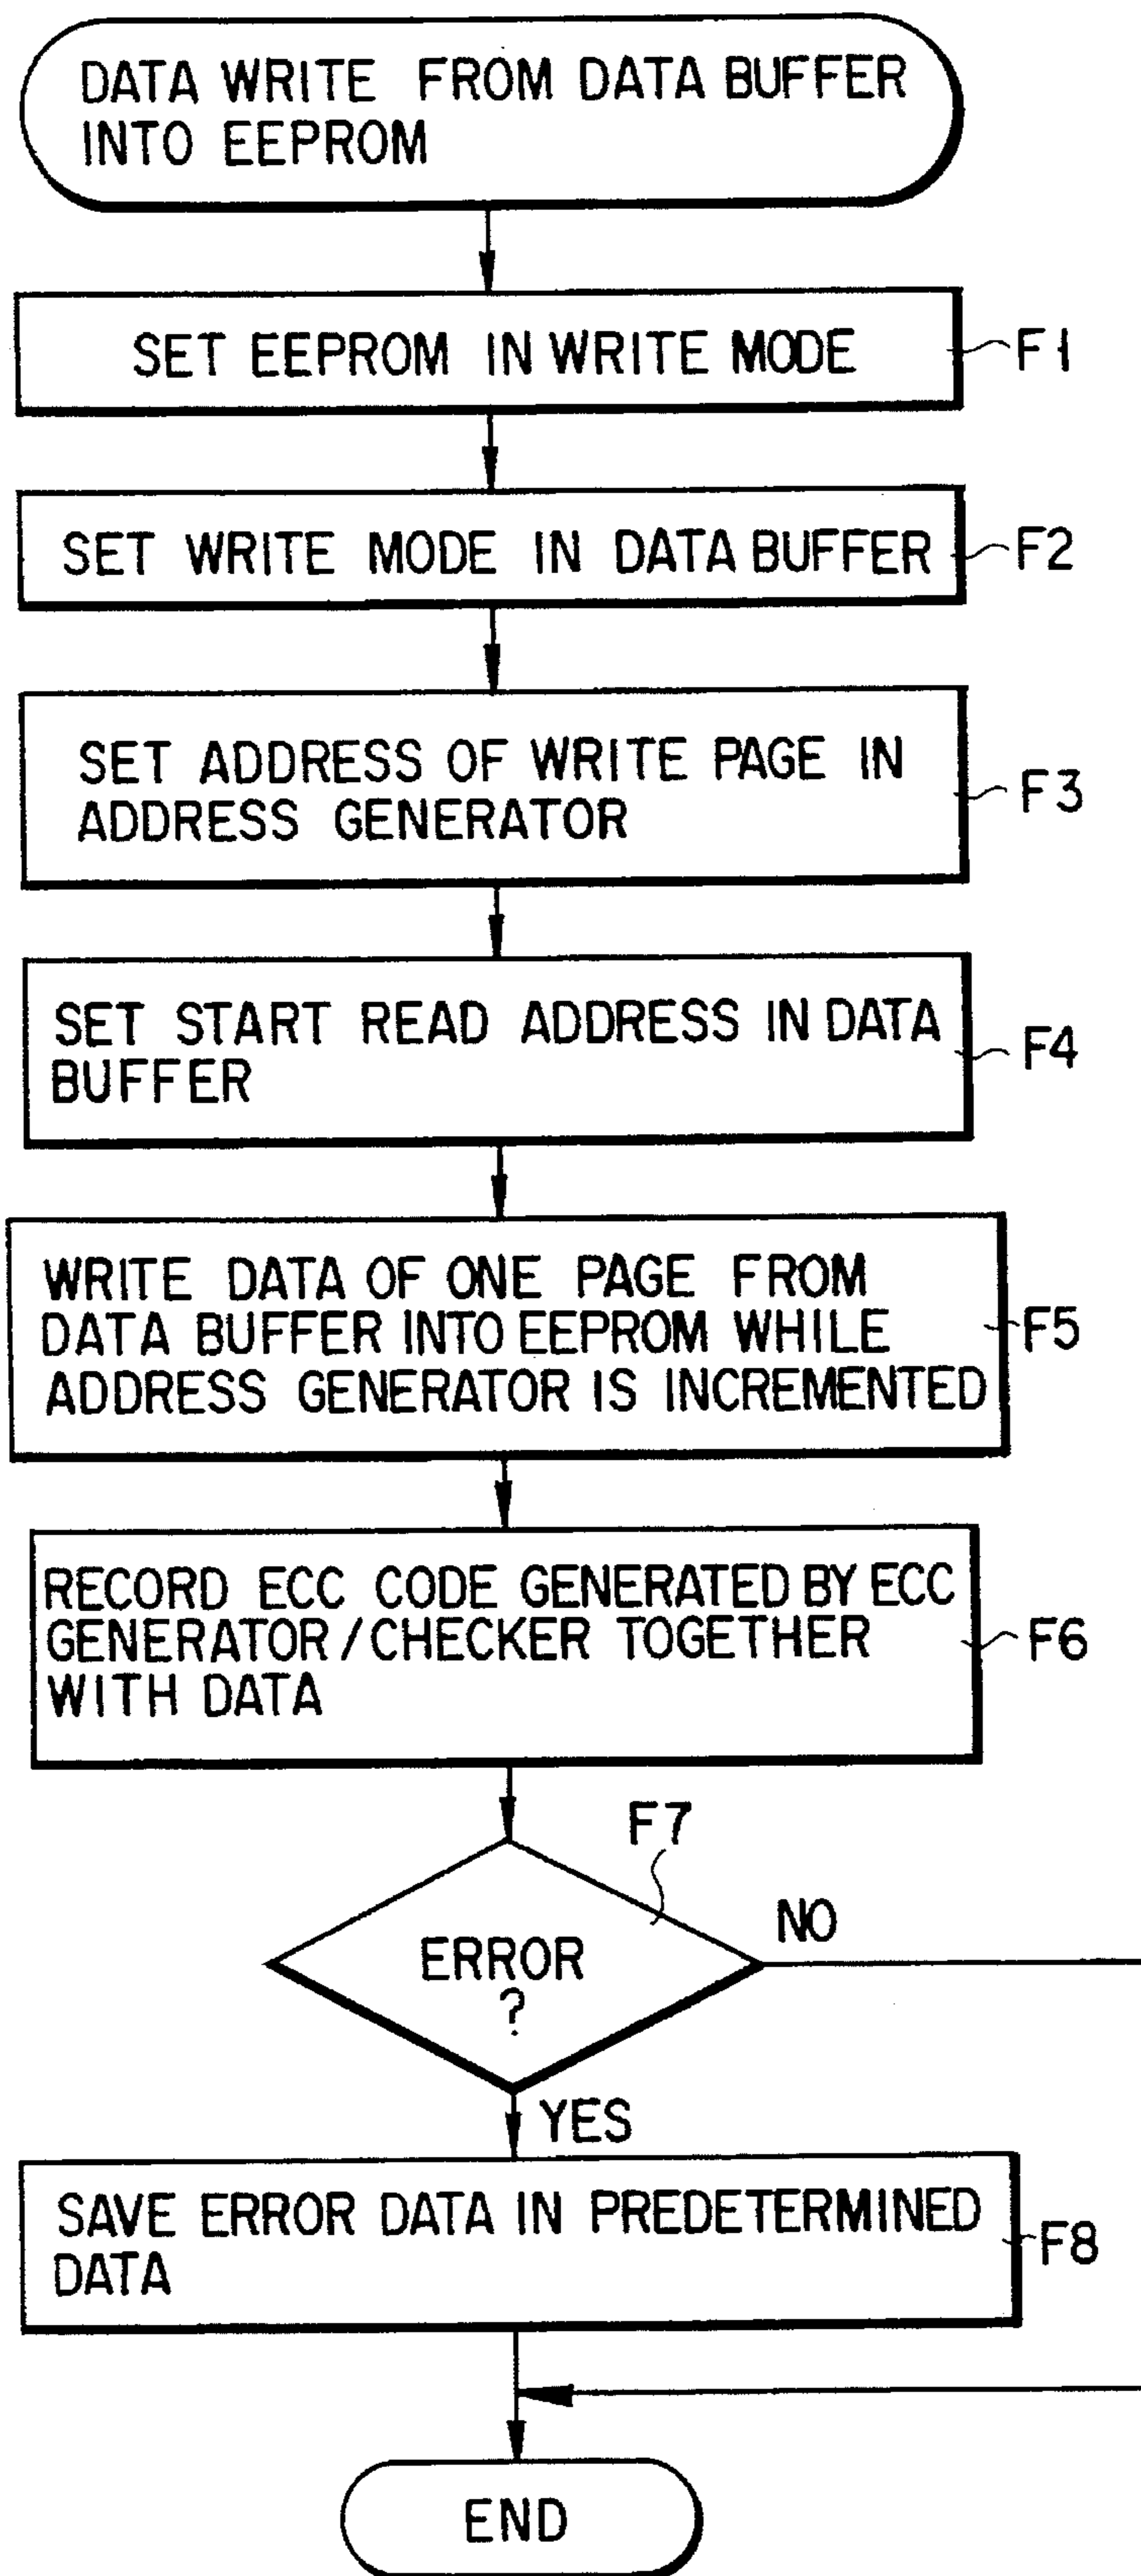 DATA WRITE FROM DATA BUFFER
INTO EEPROM
SET EEPROM IN WRITE MODE
F1
SET WRITE MODE IN DATA BUFFER
F2
SET ADDRESS OF WRITE PAGE IN
ADDRESS GENERATOR
F3
SET START READ ADDRESS IN DATA
BUFFER
F4
WRITE DATA OF ONE PAGE FROM
DATA BUFFER INTO EEPROM WHILE
ADDRESS GENERATOR IS INCREMENTED
F5
RECORD ECC CODE GENERATED BY ECC
GENERATOR/CHECKER TOGETHER
WITH DATA
F6
F7
ERROR
?
NO
YES
SAVE ERROR DATA IN PREDETERMINED
DATA
F8
END